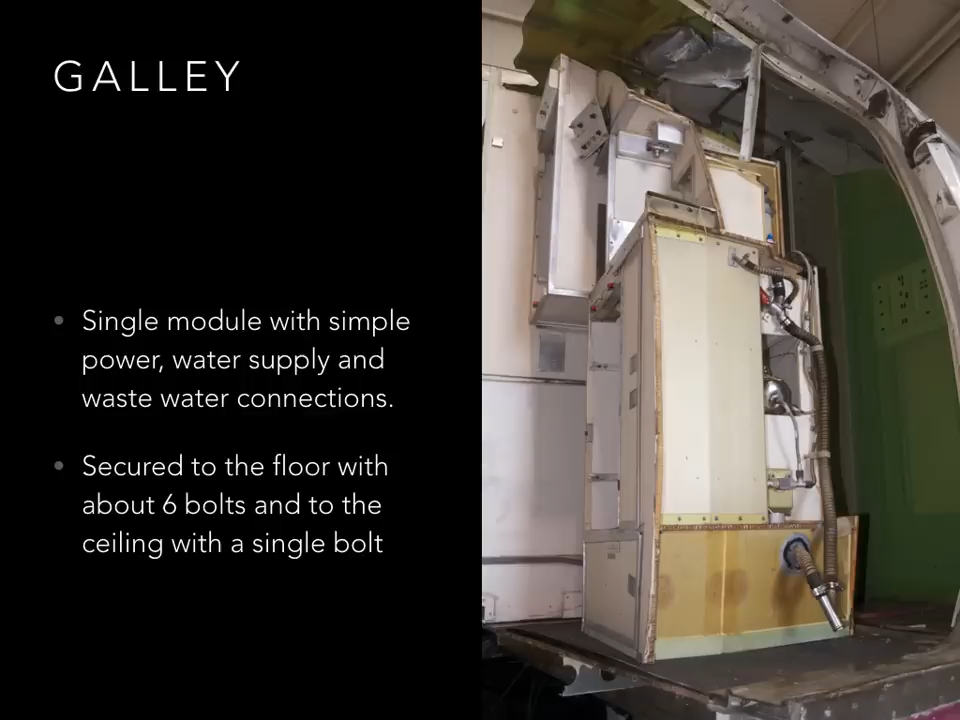 GALLEY
• Single module with simple
power, water supply and
waste water connections.
• Secured to the floor with
about 6 bolts and to the
ceiling with a single bolt